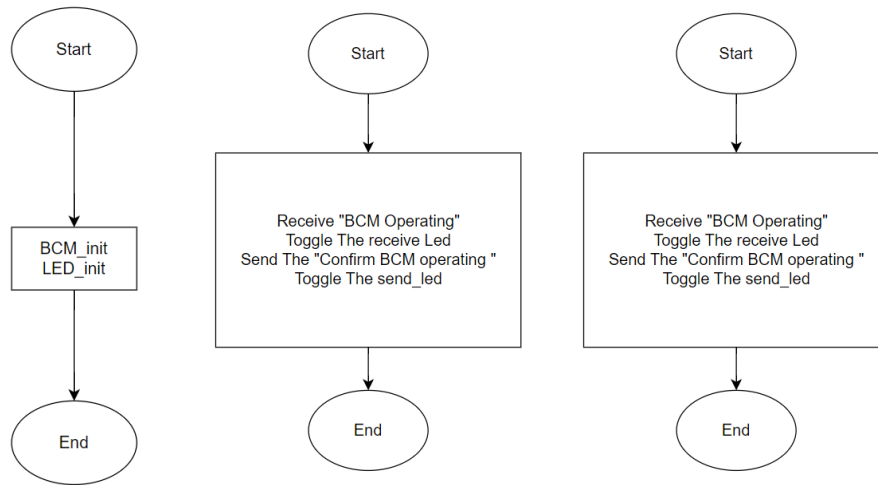 Start
BCM_init
LED_init
End
Start
Receive "BCM Operating"
Toggle The receive Led
Send The "Confirm BCM operating "
Toggle The send_led
End
Start
Receive "BCM Operating"
Toggle The receive Led
Send The "Confirm BCM operating "
Toggle The send_led
End